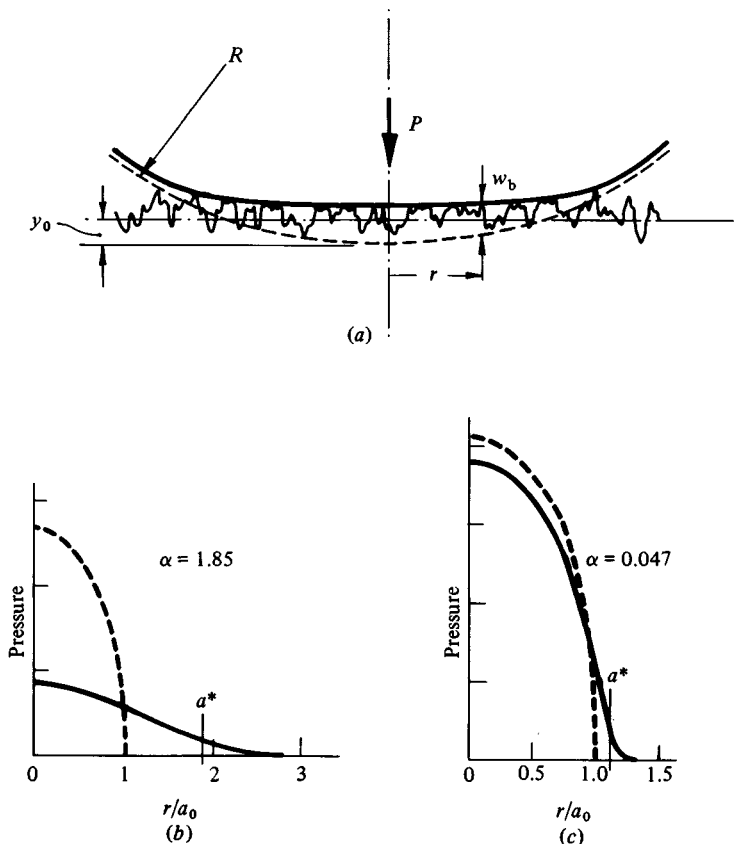 R
P
w_b
y_0
r
(a)
Pressure
α = 1.85
a*
0
1
2
3
r/a_0
(b)
Pressure
α = 0.047
a*
0
0.5
1.0
1.5
r/a_0
(c)